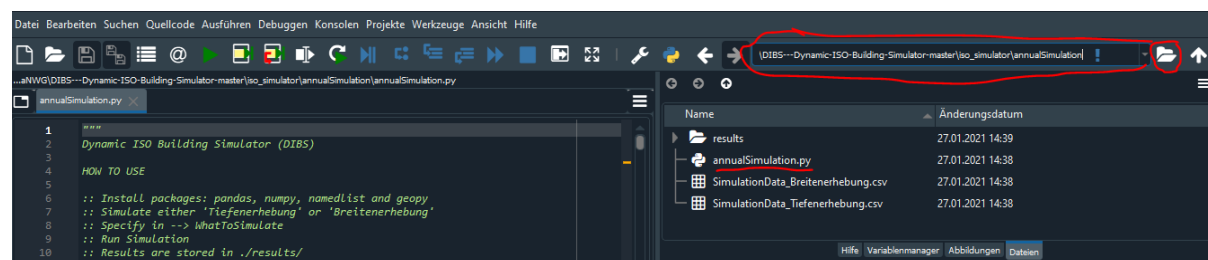 Datei Bearbeiten Suchen Quellcode Ausführen Debuggen Konsolen Projekte Werkzeuge Ansicht Hilfe
\DIBS---Dynamic-ISO-Building-Simulator-master\iso_simulator\annualSimulation
...aNWG\DIBS---Dynamic-ISO-Building-Simulator-master\iso_simulator\annualSimulation\annualSimulation.py
annualSimulation.py
1 """
2 Dynamic ISO Building Simulator (DIBS)
3
4 HOW TO USE
5
6 :: Install packages: pandas, numpy, namedlist and geopy
7 :: Simulate either 'Tiefenerhebung' or 'Breitenerhebung'
8 :: Specify in --> WhatToSimulate
9 :: Run Simulation
10 :: Results are stored in ./results/
Name Änderungsdatum
results 27.01.2021 14:39
annualSimulation.py 27.01.2021 14:38
SimulationData_Breitenerhebung.csv 27.01.2021 14:38
SimulationData_Tiefenerhebung.csv 27.01.2021 14:38
Hilfe Variablenmanager Abbildungen Dateien